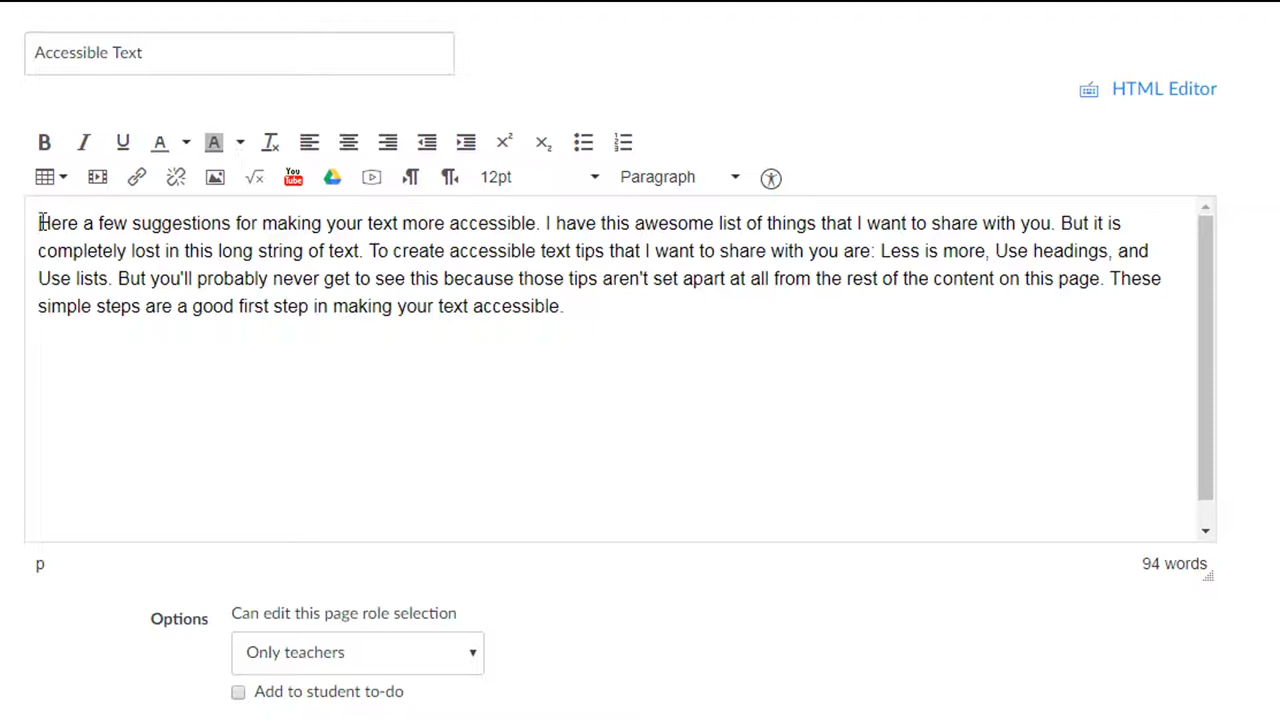 Accessible Text
HTML Editor
12pt
Paragraph
Here a few suggestions for making your text more accessible. I have this awesome list of things that I want to share with you. But it is
completely lost in this long string of text. To create accessible text tips that I want to share with you are: Less is more, Use headings, and
Use lists. But you'll probably never get to see this because those tips aren't set apart at all from the rest of the content on this page. These
simple steps are a good first step in making your text accessible.
p
94 words
Options
Can edit this page role selection
Only teachers
Add to student to-do